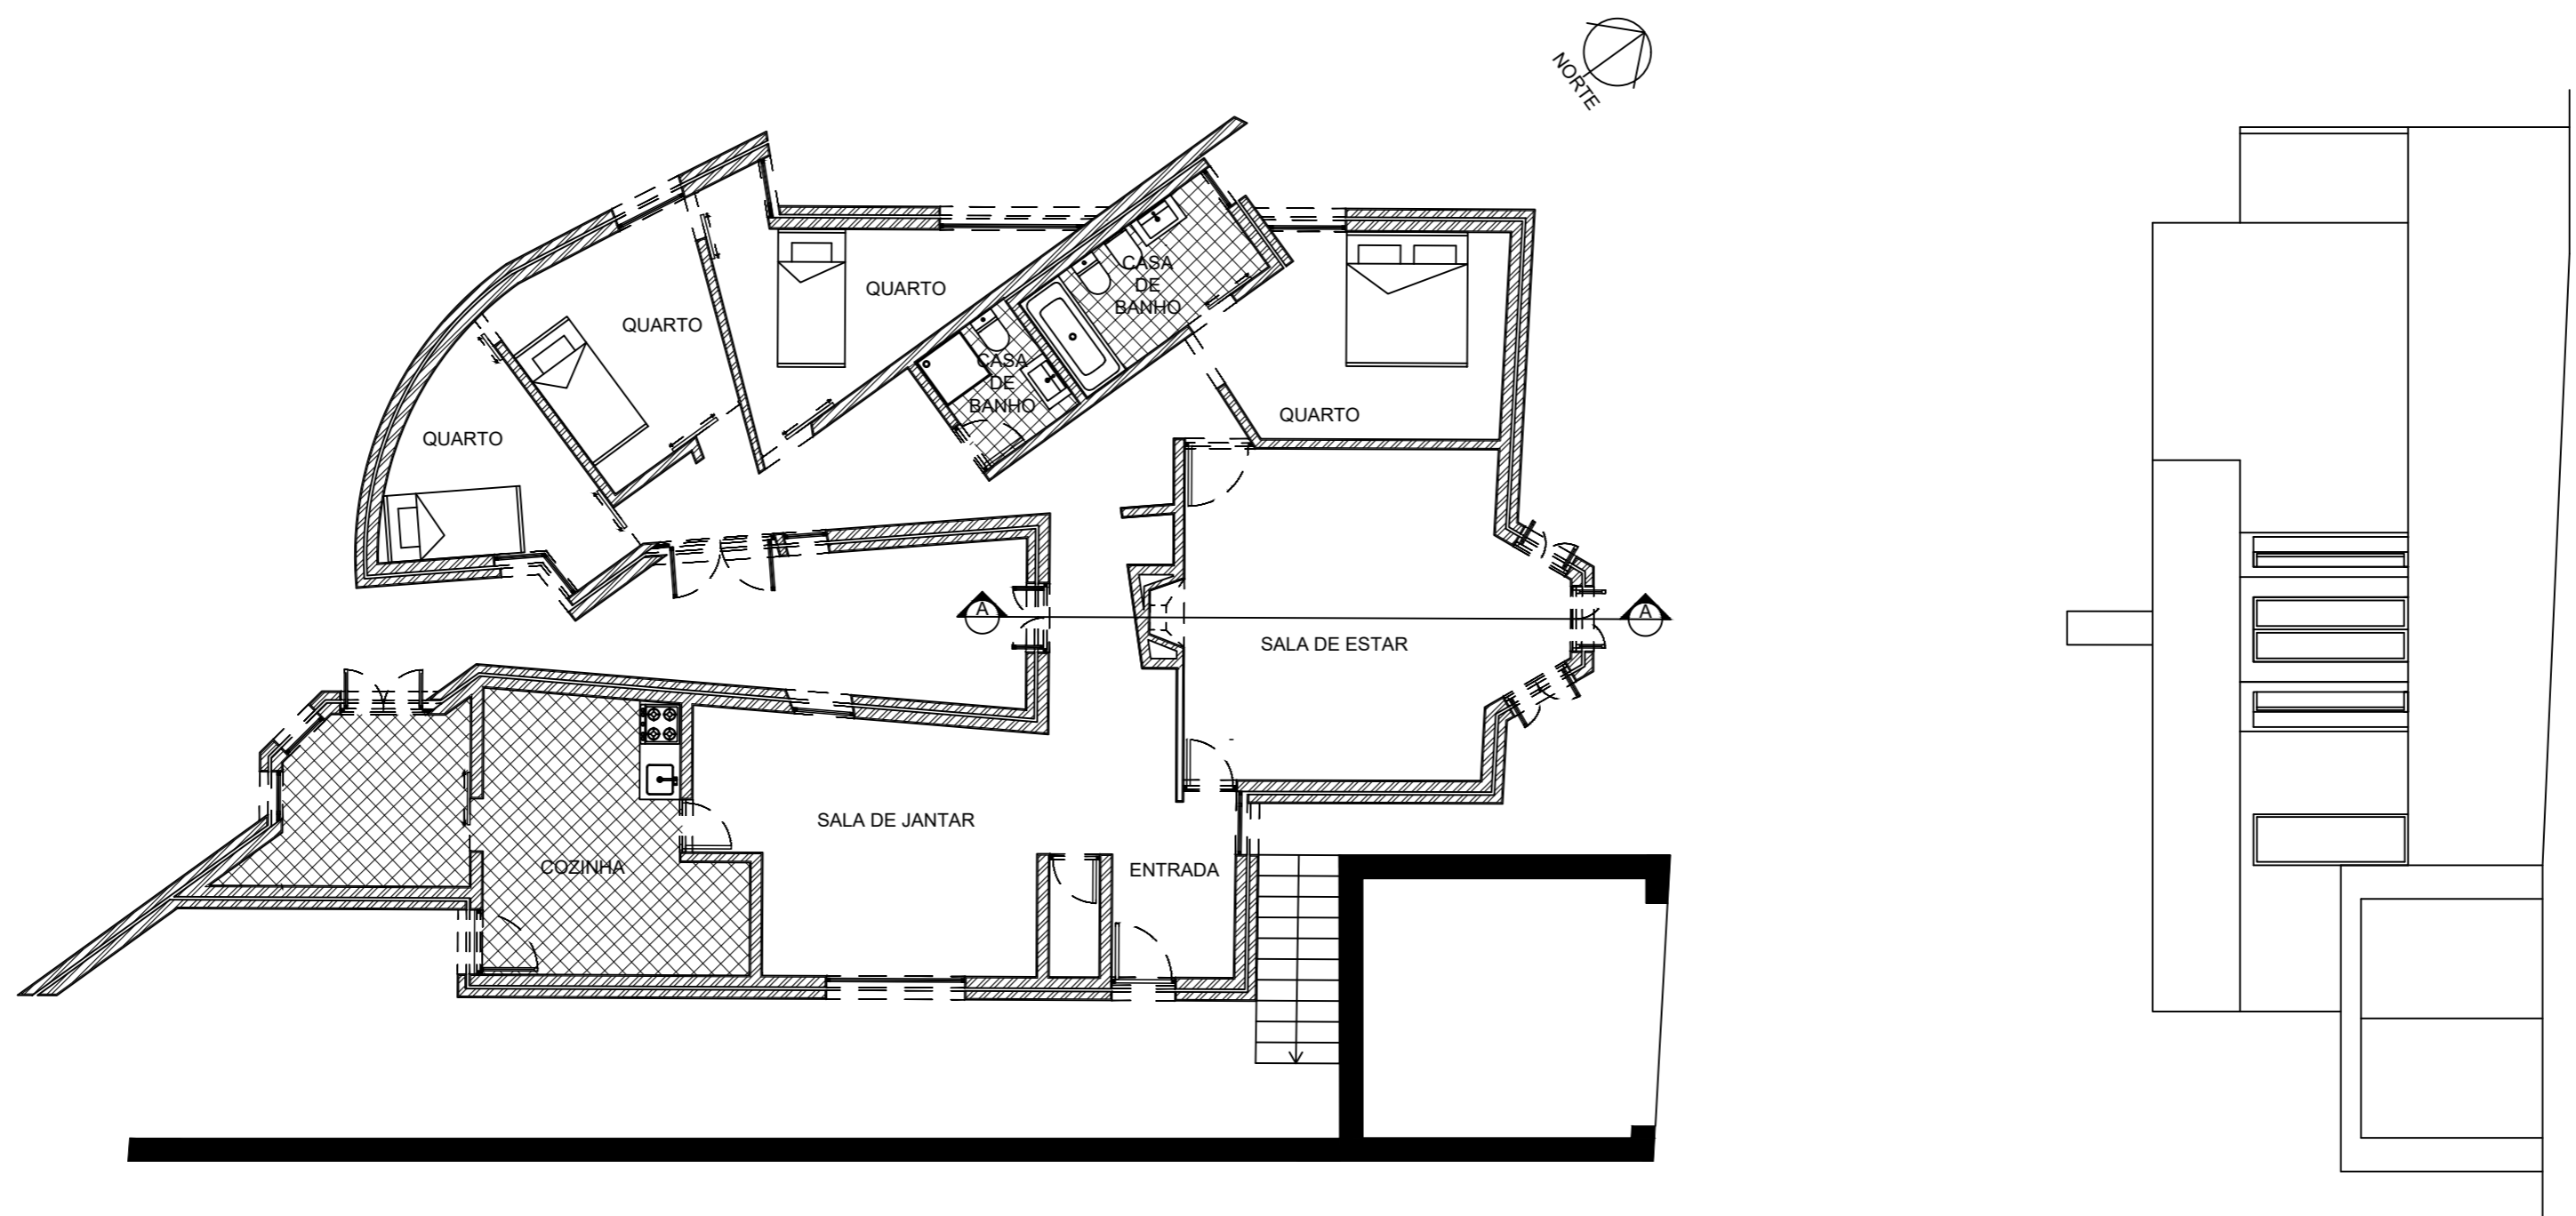 NORTE
QUARTO
QUARTO
QUARTO
CASA
DE
BANHO
CASA
DE
BANHO
QUARTO
A
A
SALA DE ESTAR
SALA DE JANTAR
COZINHA
ENTRADA